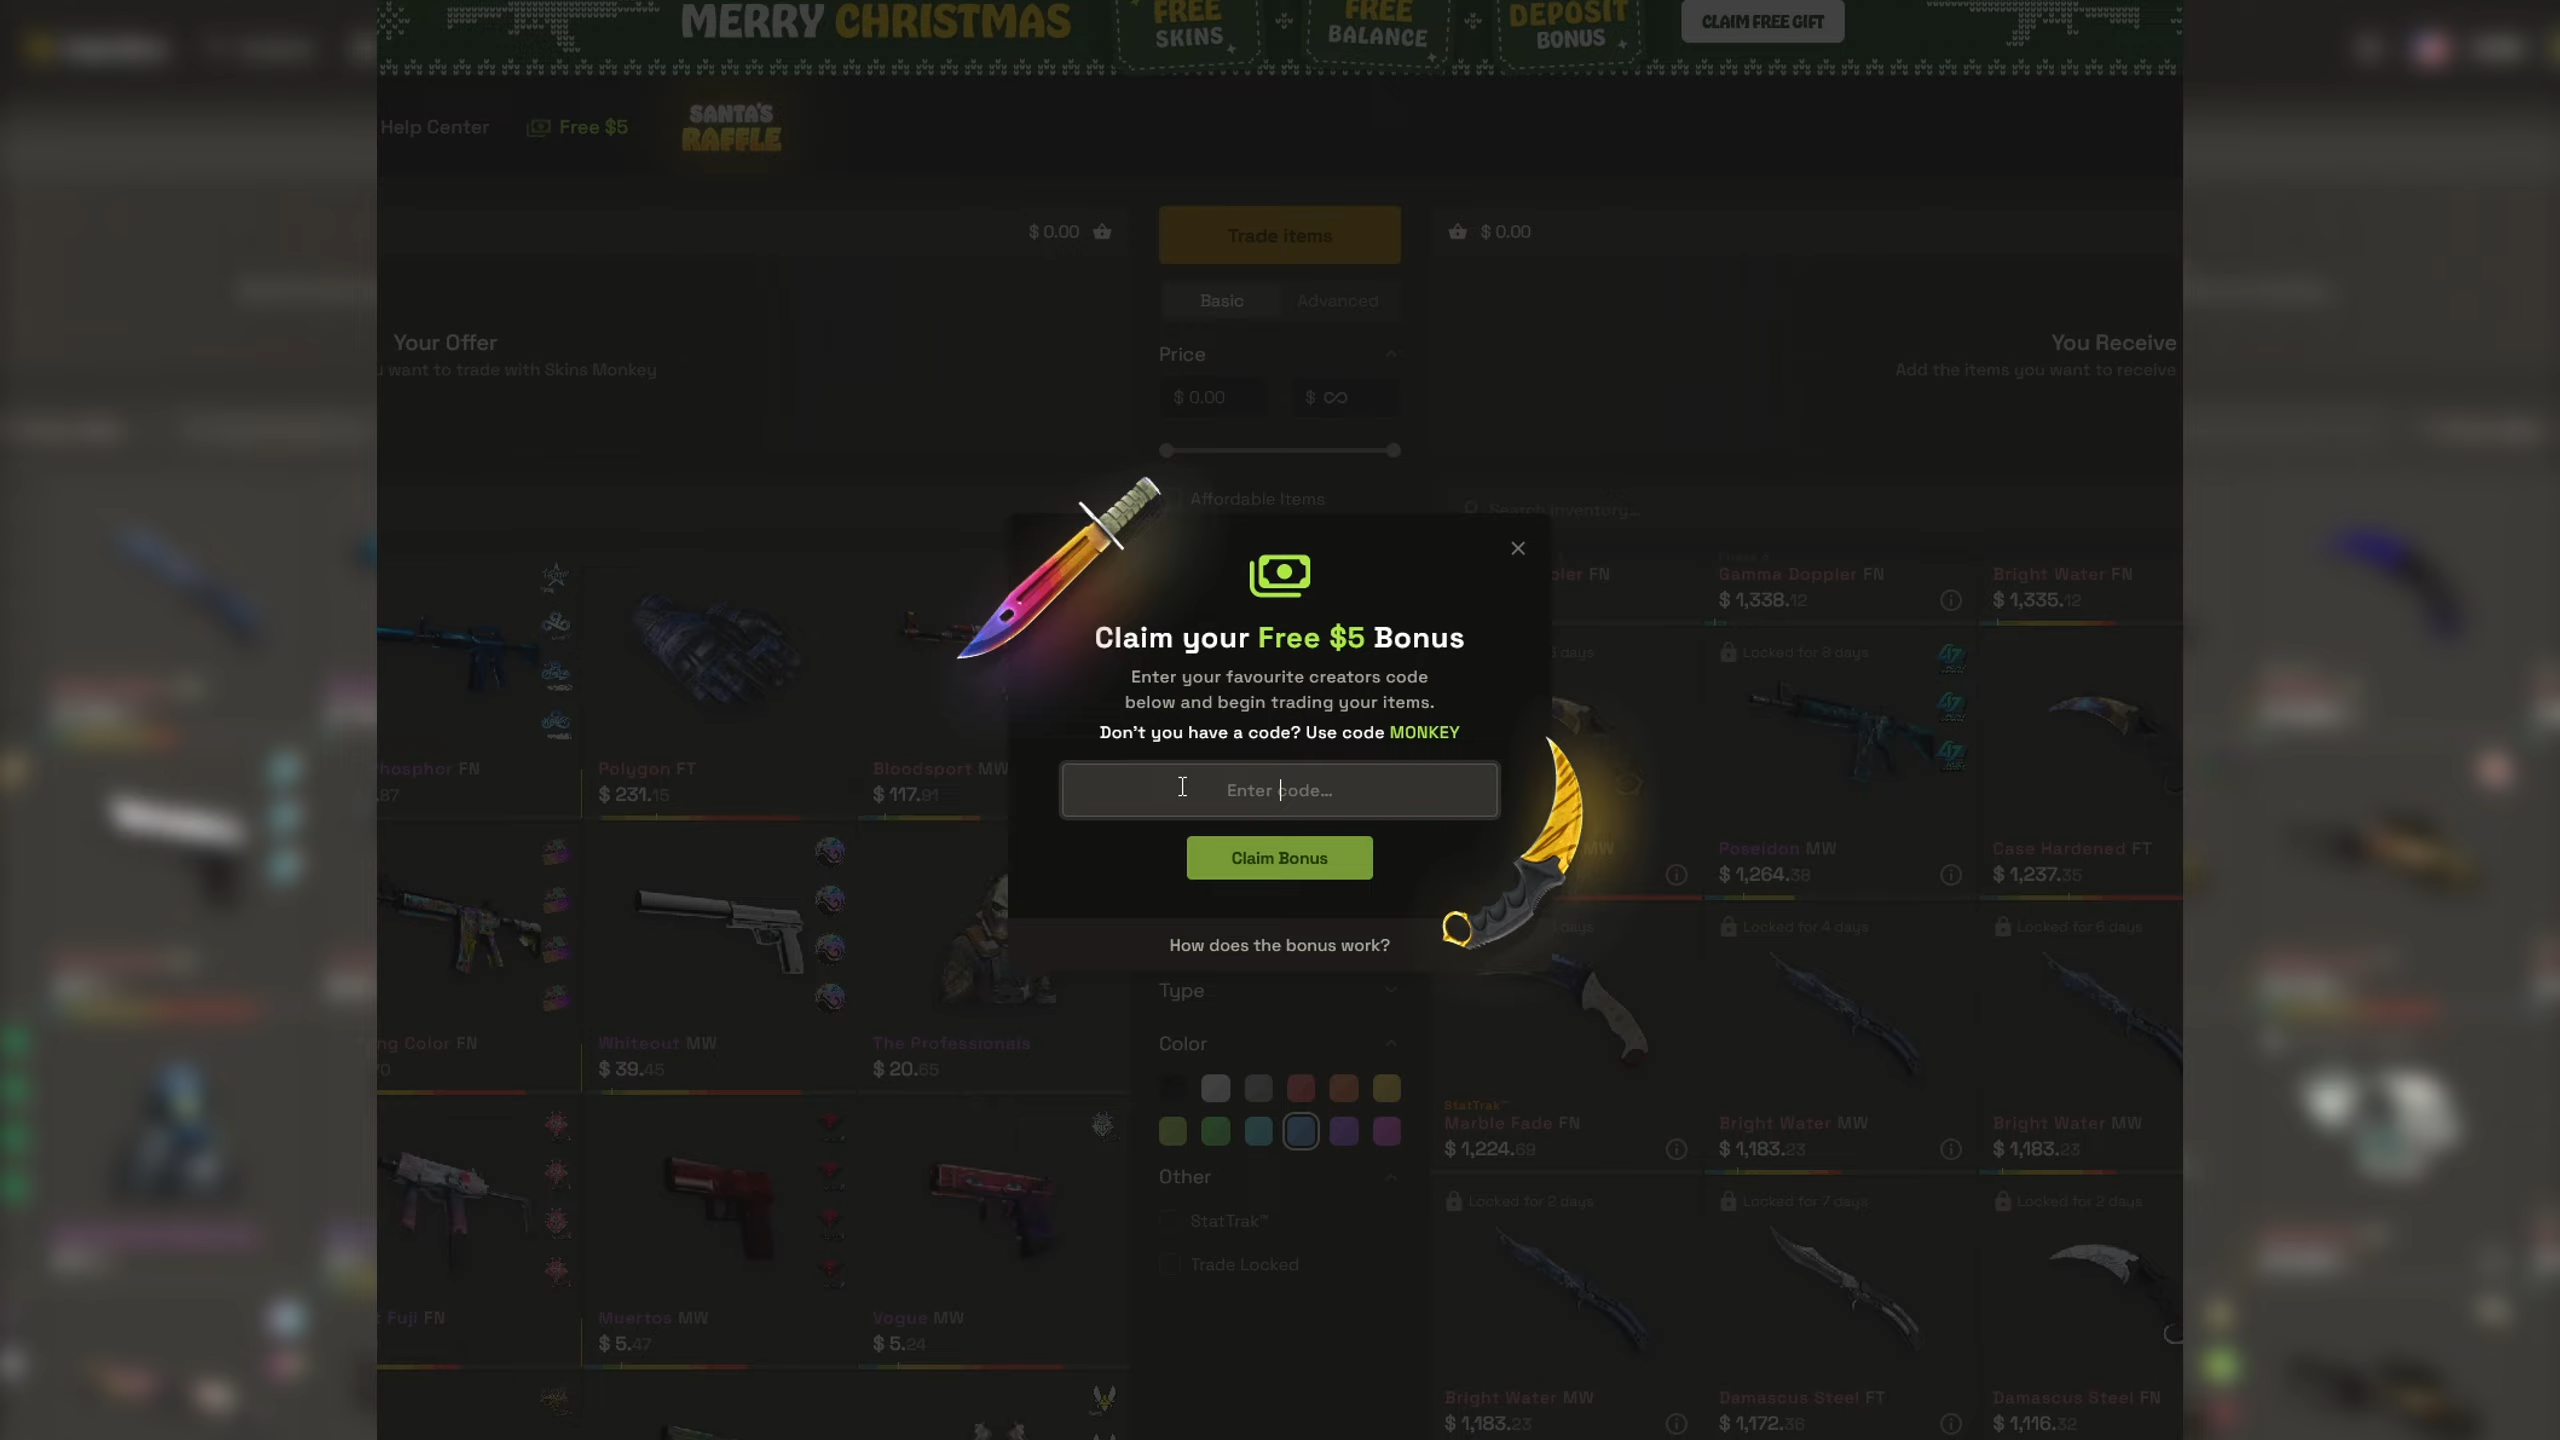 MERRY CHRISTMAS
FREE
SKINS
FREE
BALANCE
DEPOSIT
BONUS
CLAIM FREE GIFT
Help Center
Free $5
SANTA'S
RAFFLE
$ 0.00
Trade items
$ 0.00
Basic
Advanced
Your Offer
want to trade with Skins Monkey
Price
$ 0.00
$ ∞
You Receive
Add the items you want to receive
Affordable Items
Search inventory...
Claim your Free $5 Bonus
Enter your favourite creators code
below and begin trading your items.
Don't you have a code? Use code MONKEY
Enter code...
Claim Bonus
How does the bonus work?
Polygon FT
$ 231.15
Bloodsport MW
$ 117.91
Whiteout MW
$ 39.45
The Professionals
$ 20.65
Fuji FN
Muertos MW
$ 5.47
Vogue MW
$ 5.24
Type
Color
Other
StatTrak™
Trade Locked
Gamma Doppler FN
$ 1,338.12
Bright Water FN
$ 1,335.12
Locked for 8 days
Poseidon MW
$ 1,264.38
Case Hardened FT
$ 1,237.35
Locked for 4 days
Locked for 6 days
StatTrak™
Marble Fade FN
$ 1,224.69
Bright Water MW
$ 1,183.23
Bright Water MW
$ 1,183.23
Locked for 2 days
Locked for 7 days
Locked for 2 days
Bright Water MW
$ 1,183.23
Damascus Steel FT
$ 1,172.36
Damascus Steel FN
$ 1,116.32